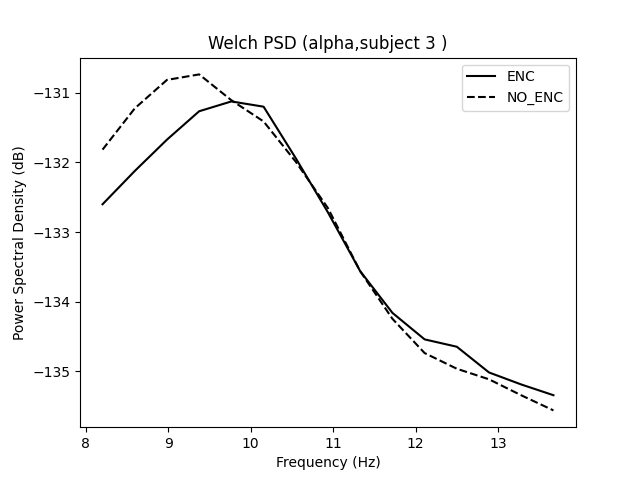 Welch PSD (alpha,subject 3 )
ENC
NO_ENC
Power Spectral Density (dB)
−131
−132
−133
−134
−135
8 9 10 11 12 13
Frequency (Hz)